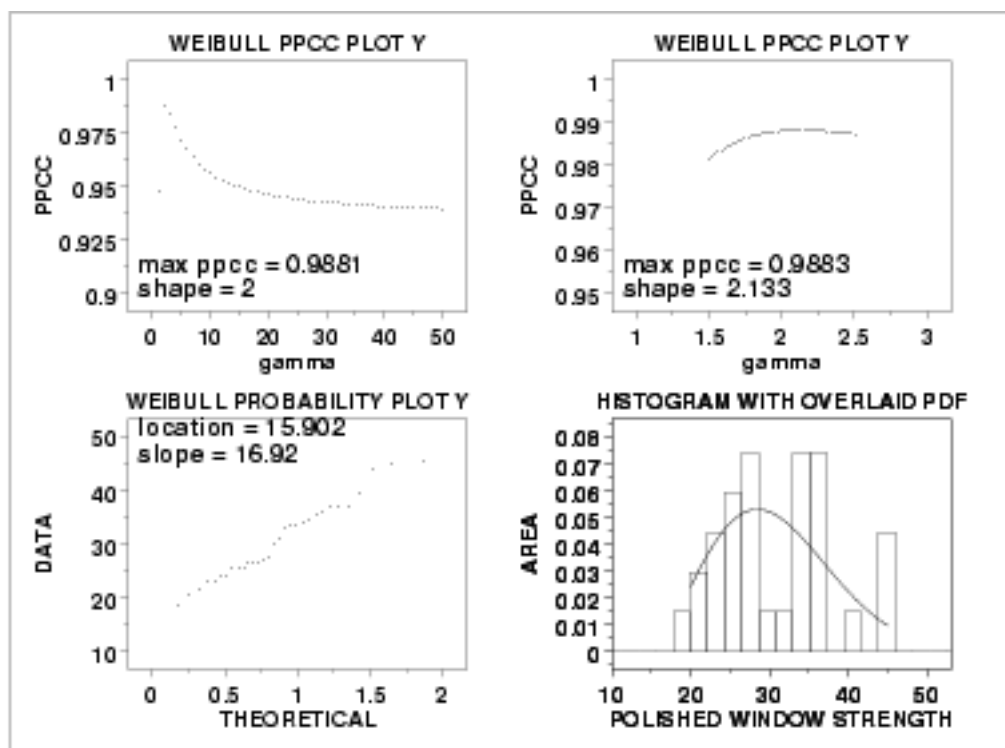 WEIBULL PPCC PLOT Y
1
0.975
0.95
0.925
0.9
PPCC
max ppcc = 0.9881
shape = 2
0 10 20 30 40 50
gamma
WEIBULL PPCC PLOT Y
1
0.99
0.98
0.97
0.96
0.95
PPCC
max ppcc = 0.9883
shape = 2.133
1 1.5 2 2.5 3
gamma
WEIBULL PROBABILITY PLOT Y
location = 15.902
slope = 16.92
50
40
30
20
10
DATA
0 0.5 1 1.5 2
THEORETICAL
HISTOGRAM WITH OVERLAID PDF
0.08
0.07
0.06
0.05
0.04
0.03
0.02
0.01
0
AREA
10 20 30 40 50
POLISHED WINDOW STRENGTH